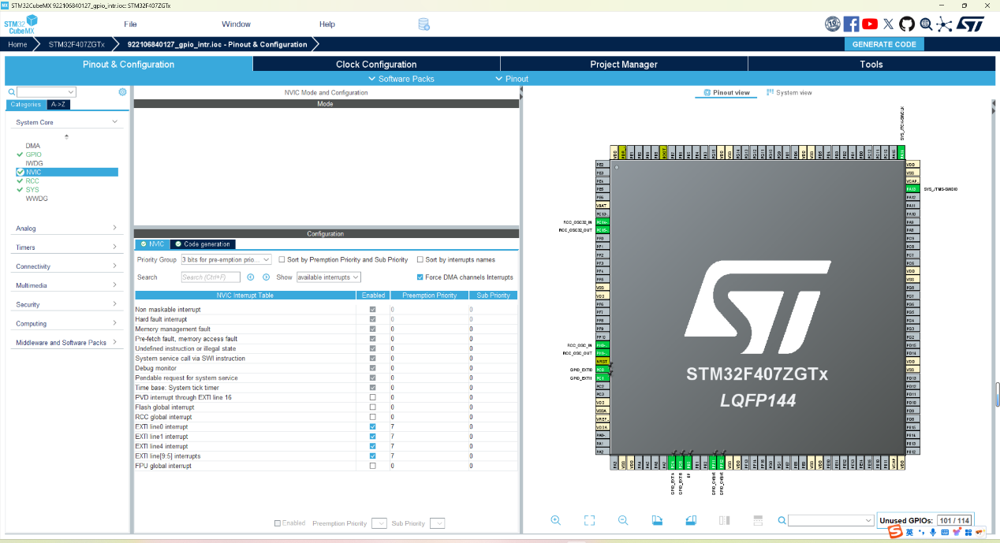 STM32CubeMX 922106840127_gpio_intr.ioc: STM32F407ZGTx
STM32 CubeMX
File Window Help
Home STM32F407ZGTx 922106840127_gpio_intr.ioc - Pinout & Configuration GENERATE CODE
Pinout & Configuration Clock Configuration Project Manager Tools
Software Packs Pinout
Categories A->Z
System Core
DMA
GPIO
IWDG
NVIC
RCC
SYS
WWDG
Analog
Timers
Connectivity
Multimedia
Security
Computing
Middleware and Software Packs
NVIC Mode and Configuration
Mode
Configuration
NVIC Code generation
Priority Group 3 bits for pre-emption prio... Sort by Premption Priority and Sub Priority Sort by interrupts names
Search Search (Ctrl+F) Show available interrupts Force DMA channels Interrupts
NVIC Interrupt Table Enabled Preemption Priority Sub Priority
Non maskable interrupt 0 0
Hard fault interrupt 0 0
Memory management fault 0 0
Pre-fetch fault, memory access fault 0 0
Undefined instruction or illegal state 0 0
System service call via SWI instruction 0 0
Debug monitor 0 0
Pendable request for system service 0 0
Time base: System tick timer 0 0
PVD interrupt through EXTI line 16 0 0
Flash global interrupt 0 0
RCC global interrupt 0 0
EXTI line0 interrupt 7 0
EXTI line1 interrupt 7 0
EXTI line4 interrupt 7 0
EXTI line[9:5] interrupts 7 0
FPU global interrupt 0 0
Enabled Preemption Priority Sub Priority
Pinout view System view
SYS_JTCK-SWCLK
SYS_JTMS-SWDIO
RCC_OSC32_IN
RCC_OSC32_OUT
RCC_OSC_IN
RCC_OSC_OUT
GPIO_EXTI0
GPIO_EXTI1
STM32F407ZGTx
LQFP144
GPIO_EXTI4
GPIO_EXTI5
GPIO_Output
GPIO_Output
Unused GPIOs: 101 / 114
英